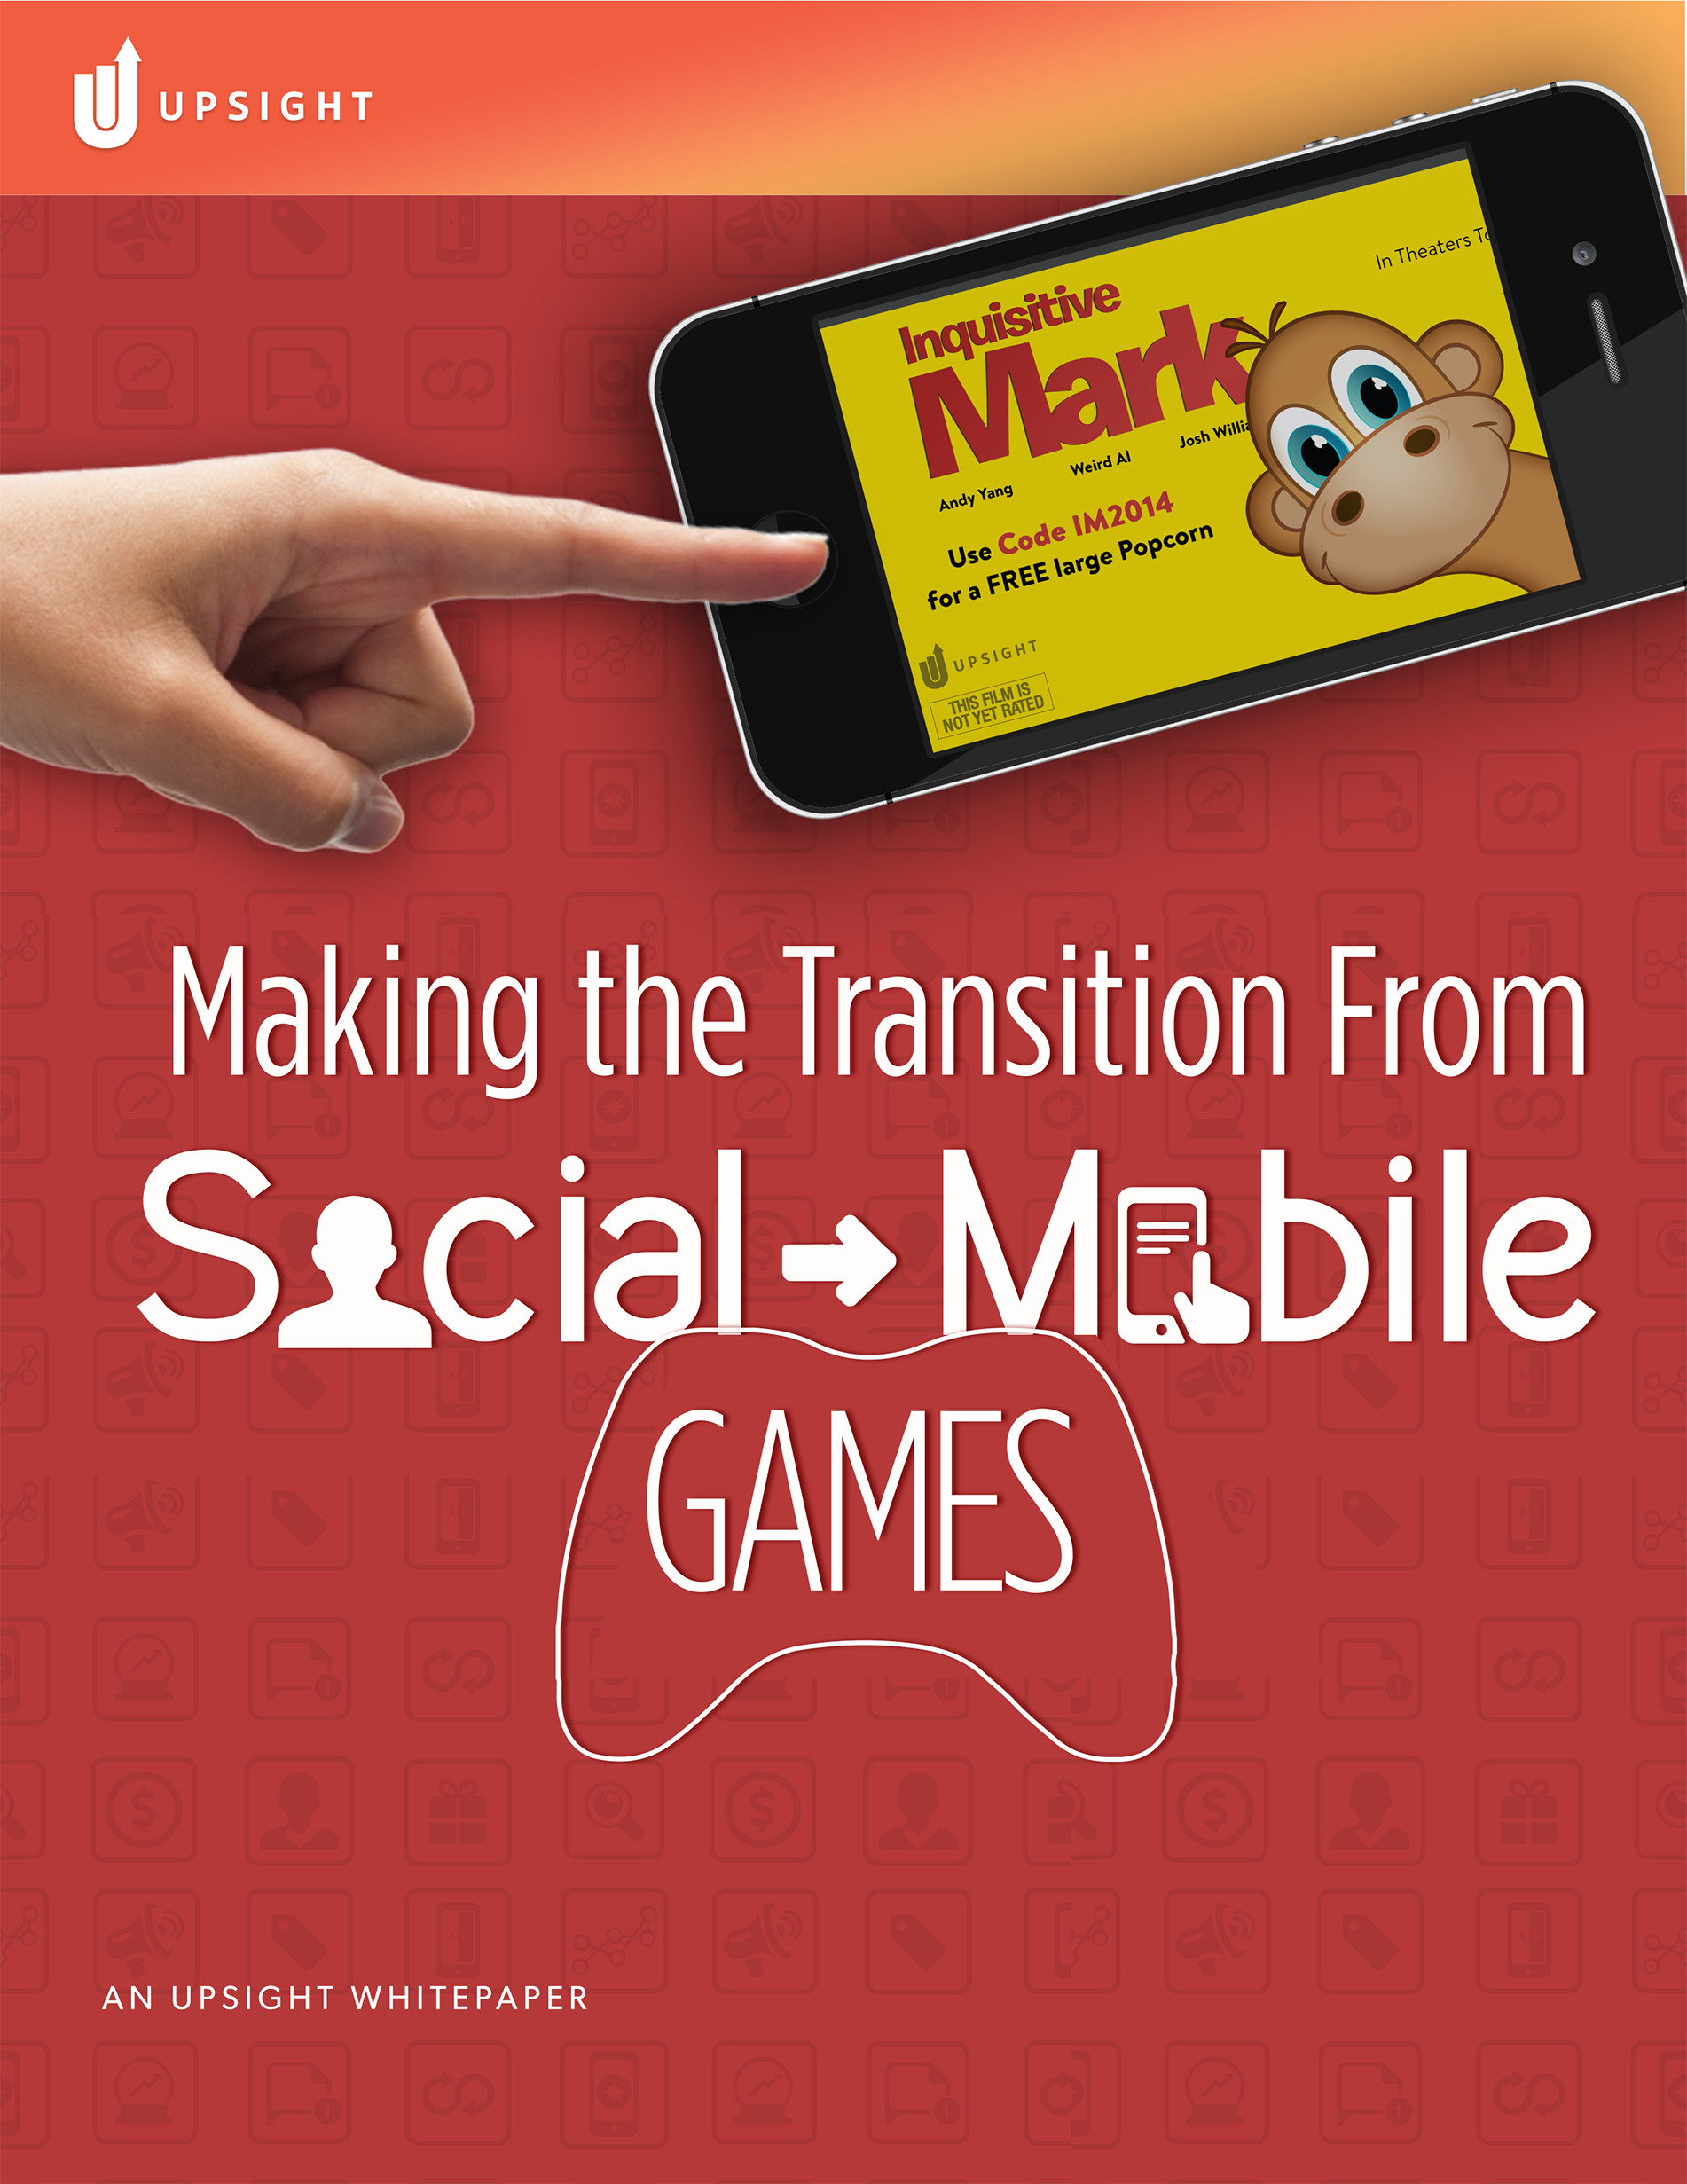 UPSIGHT
In Theaters To
Inquisitive
Mark
Andy Yang
Weird Al
Josh Willia
Use Code IM2014
for a FREE large Popcorn
UPSIGHT
THIS FILM IS
NOT YET RATED
Making the Transition From
Social Mobile
GAMES
AN UPSIGHT WHITEPAPER